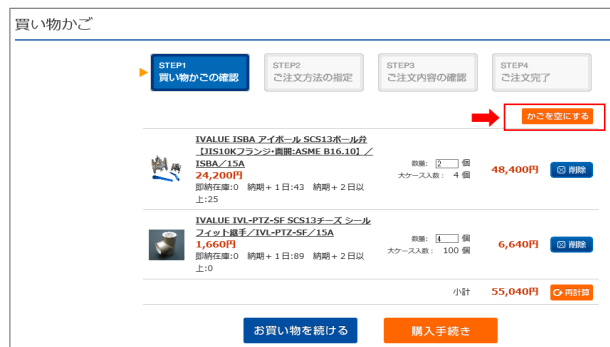 買い物かご
STEP1
買い物かごの確認
STEP2
ご注文方法の指定
STEP3
ご注文内容の確認
STEP4
ご注文完了
かごを空にする
IVALUE ISBA アイボール SCS13ボール弁
【JIS10Kフランジ・面間:ASME B16.10】／
ISBA／15A
24,200円
即納在庫:0 納期+１日:43 納期+２日以
上:25
数量: 2 個
大ケース入数： 4 個
48,400円
削除
IVALUE IVL-PTZ-SF SCS13チーズ シール
フィット継手／IVL-PTZ-SF／15A
1,660円
即納在庫:0 納期+１日:89 納期+２日以
上:0
数量: 4 個
大ケース入数： 100 個
6,640円
削除
小計 55,040円 再計算
お買い物を続ける
購入手続き